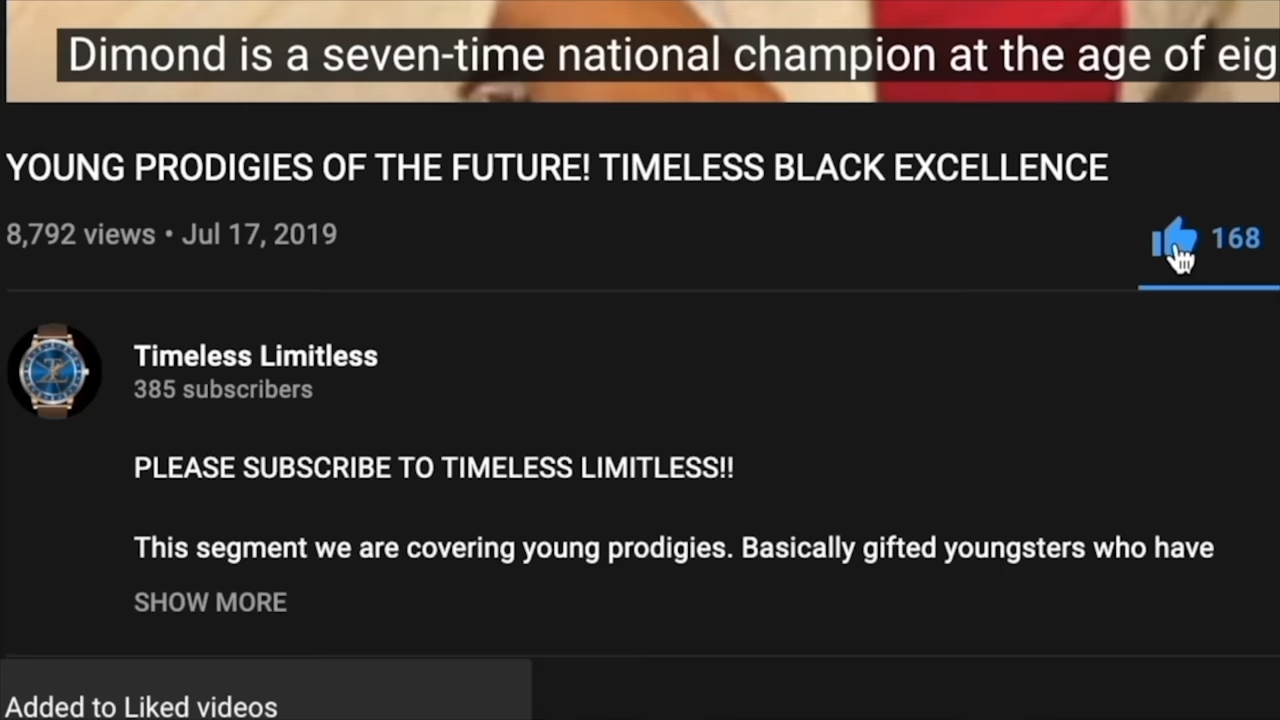 Dimond is a seven-time national champion at the age of
YOUNG PRODIGIES OF THE FUTURE! TIMELESS BLACK EXCELLENCE
8,792 views • Jul 17, 2019
168
Timeless Limitless
385 subscribers
PLEASE SUBSCRIBE TO TIMELESS LIMITLESS!!
This segment we are covering young prodigies. Basically gifted youngsters who have
SHOW MORE
Added to Liked videos